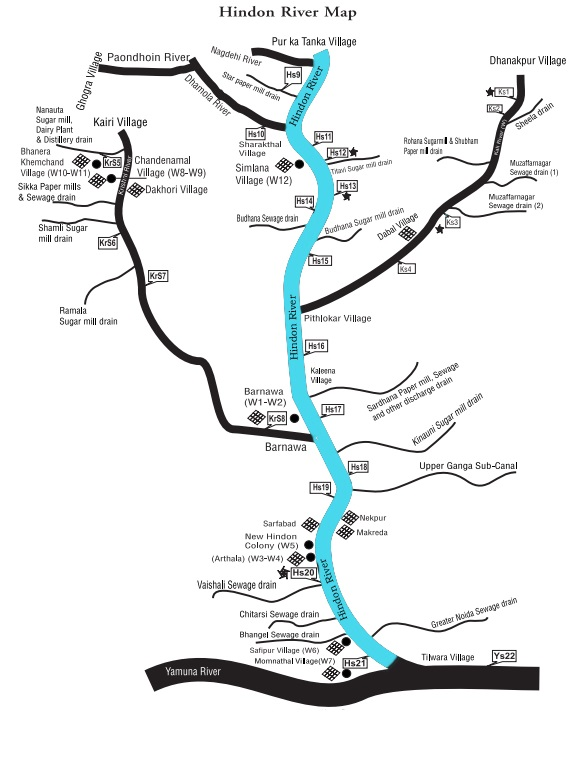 Hindon River Map
Pur ka Tanka Village
Nagdehi River
Paondhoin River
Dhanakpur Village
Ghogra Village
Hs9
Hindon River
Star paper mill drain
Dhamola River
Ks1
Ks2
Sheela drain
Nanauta
Sugar mill,
Dairy Plant
& Distillery drain
Kairi Village
Hs10
Hs11
Sharakthal
Village
Hs12
Rohana Sugarmill & Shubham
Paper mill drain
Bhanera
Khemchand
Village (W10-W11)
KrS5
Chandenamal
Village (W8-W9)
Simlana
Village (W12)
Titavi Sugar mill drain
Muzaffarnagar
Sewage drain (1)
Sikka Paper mills
& Sewage drain
Dakhori Village
Hs13
Hs14
Muzaffarnagar
Sewage drain (2)
Budhana Sewage drain
Budhana Sugar mill drain
Dabal Village
Ks3
Shamli Sugar
mill drain
KrS6
Hs15
Ks4
KrS7
Hindon River
Ramala
Sugar mill drain
Pithlokar Village
Hs16
Kaleena
Village
Sardhana Paper mill, Sewage
and other discharge drain
Barnawa
(W1-W2)
KrS8
Hs17
Kinauni Sugar mill drain
Barnawa
Hs18
Upper Ganga Sub-Canal
Hs19
Sarfabad
Nekpur
Makreda
New Hindon
Colony (W5)
(Arthala) (W3-W4)
Hs20
Vaishali Sewage drain
Hindon River
Chitarsi Sewage drain
Greater Noida Sewage drain
Bhangel Sewage drain
Safipur Village (W6)
Momnathal Village(W7)
Hs21
Tilwara Village
Ys22
Yamuna River